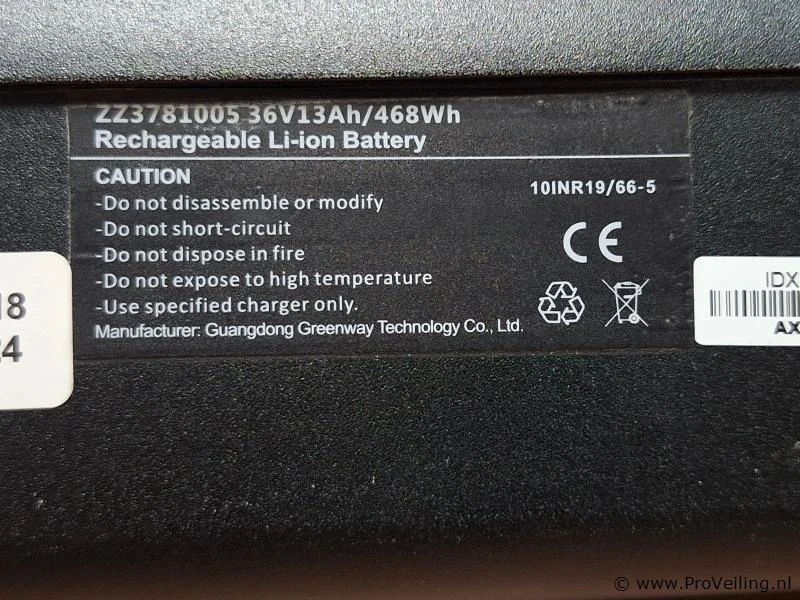 ZZ3781005 36V13Ah/468Wh
Rechargeable Li-ion Battery
CAUTION
-Do not disassemble or modify
-Do not short-circuit
-Do not dispose in fire
-Do not expose to high temperature
-Use specified charger only.
Manufacturer: Guangdong Greenway Technology Co., Ltd.
10INR19/66-5
CE
18
24
IDX
AX
© www.ProVeiling.nl